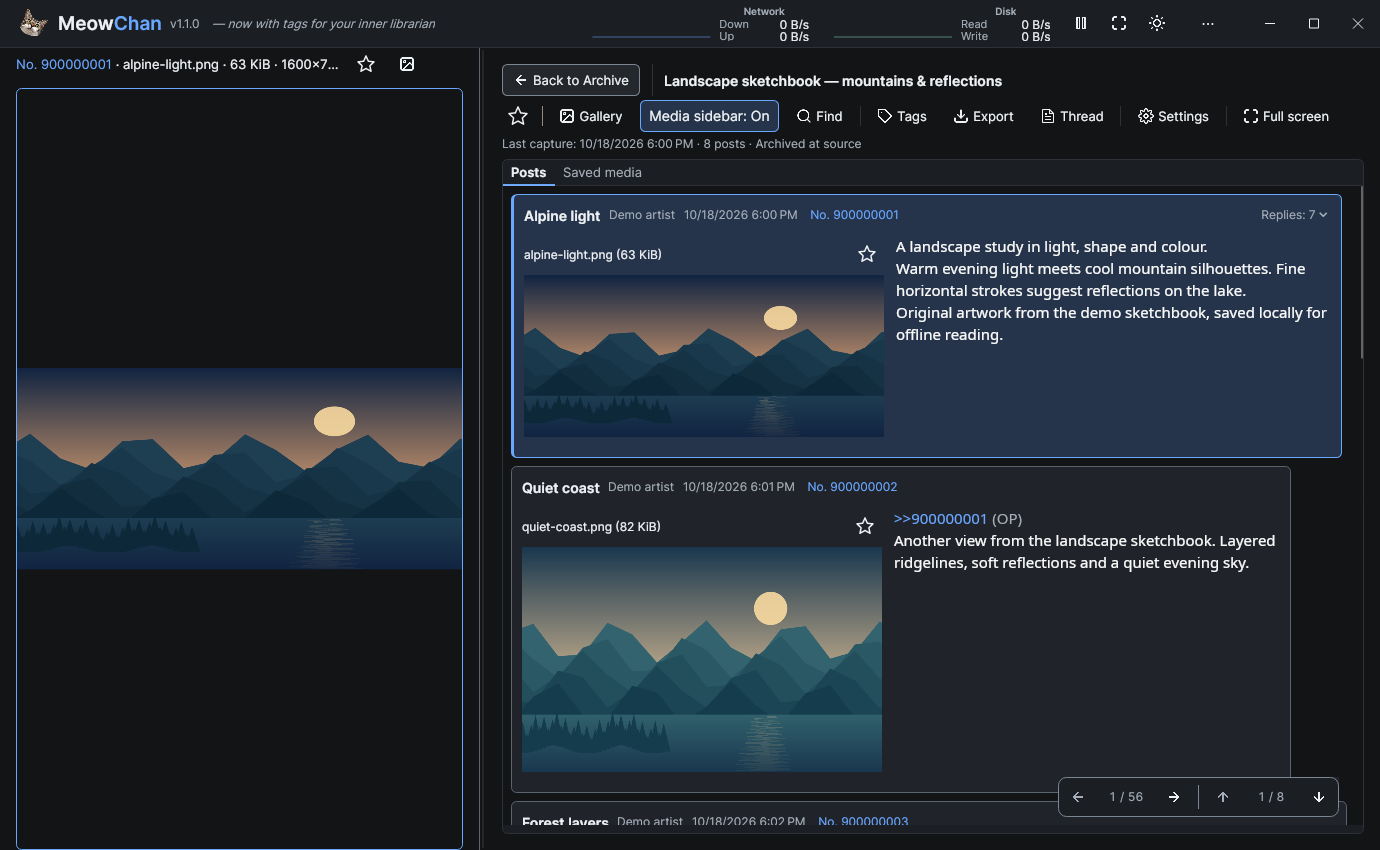 MeowChan v1.1.0 — now with tags for your inner librarian
Network
Down 0 B/s
Up 0 B/s
Disk
Read 0 B/s
Write 0 B/s
No. 900000001 · alpine-light.png · 63 KiB · 1600×7...
Back to Archive
Landscape sketchbook — mountains & reflections
Gallery
Media sidebar: On
Find
Tags
Export
Thread
Settings
Full screen
Last capture: 10/18/2026 6:00 PM · 8 posts · Archived at source
Posts
Saved media
Alpine light Demo artist 10/18/2026 6:00 PM No. 900000001
Replies: 7
alpine-light.png (63 KiB)
A landscape study in light, shape and colour.
Warm evening light meets cool mountain silhouettes. Fine
horizontal strokes suggest reflections on the lake.
Original artwork from the demo sketchbook, saved locally for
offline reading.
Quiet coast Demo artist 10/18/2026 6:01 PM No. 900000002
quiet-coast.png (82 KiB)
>>900000001 (OP)
Another view from the landscape sketchbook. Layered
ridgelines, soft reflections and a quiet evening sky.
Forest layers Demo artist 10/18/2026 6:02 PM No. 900000003
1 / 56
1 / 8